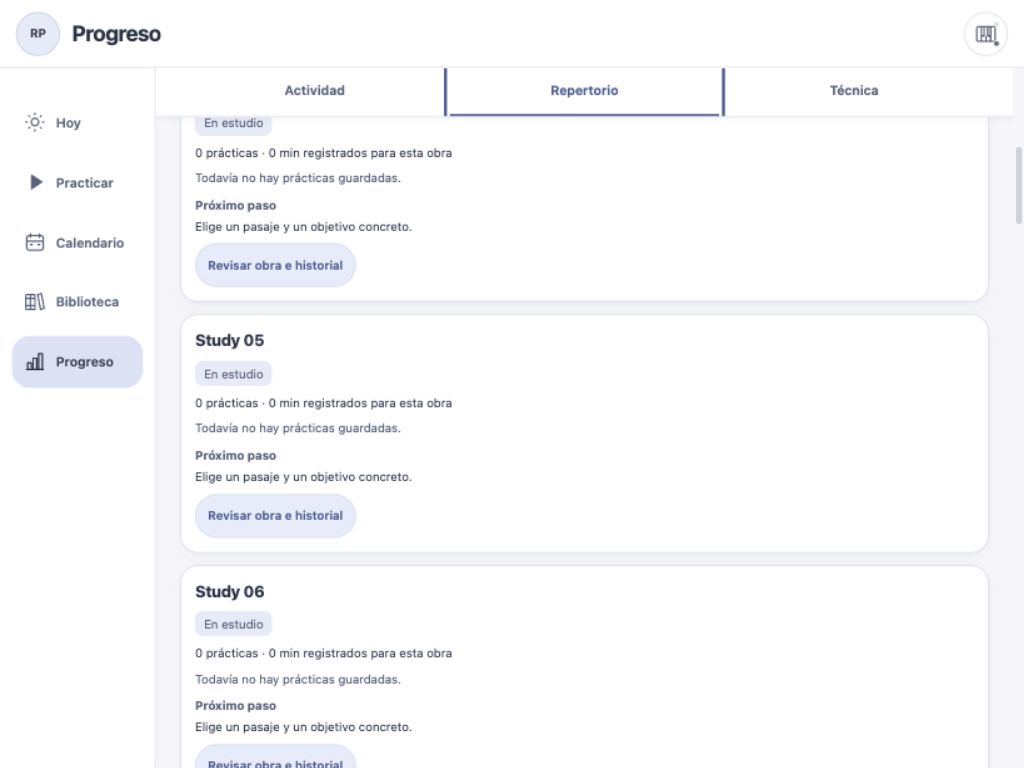 RP
Progreso
Hoy
Practicar
Calendario
Biblioteca
Progreso
Actividad
Repertorio
Técnica
En estudio
0 prácticas · 0 min registrados para esta obra
Todavía no hay prácticas guardadas.
Próximo paso
Elige un pasaje y un objetivo concreto.
Revisar obra e historial
Study 05
En estudio
0 prácticas · 0 min registrados para esta obra
Todavía no hay prácticas guardadas.
Próximo paso
Elige un pasaje y un objetivo concreto.
Revisar obra e historial
Study 06
En estudio
0 prácticas · 0 min registrados para esta obra
Todavía no hay prácticas guardadas.
Próximo paso
Elige un pasaje y un objetivo concreto.
Revisar obra e historial